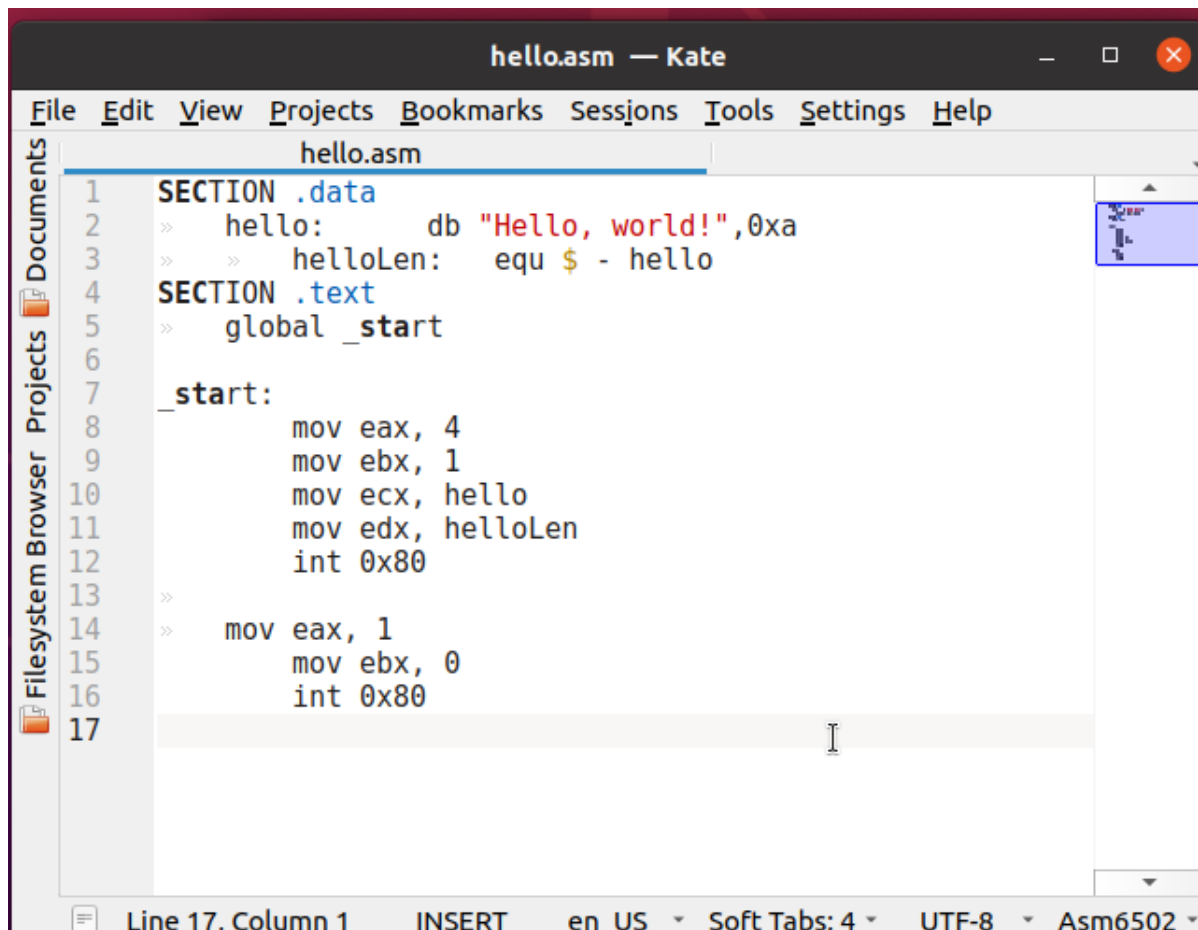 hello.asm — Kate
File Edit View Projects Bookmarks Sessions Tools Settings Help
Documents
Projects
Filesystem Browser
hello.asm
1 SECTION .data
2 » hello: db "Hello, world!",0xa
3 » » helloLen: equ $ - hello
4 SECTION .text
5 » global _start
6
7 _start:
8 mov eax, 4
9 mov ebx, 1
10 mov ecx, hello
11 mov edx, helloLen
12 int 0x80
13 »
14 » mov eax, 1
15 mov ebx, 0
16 int 0x80
17
Line 17, Column 1 INSERT en_US Soft Tabs: 4 UTF-8 Asm6502